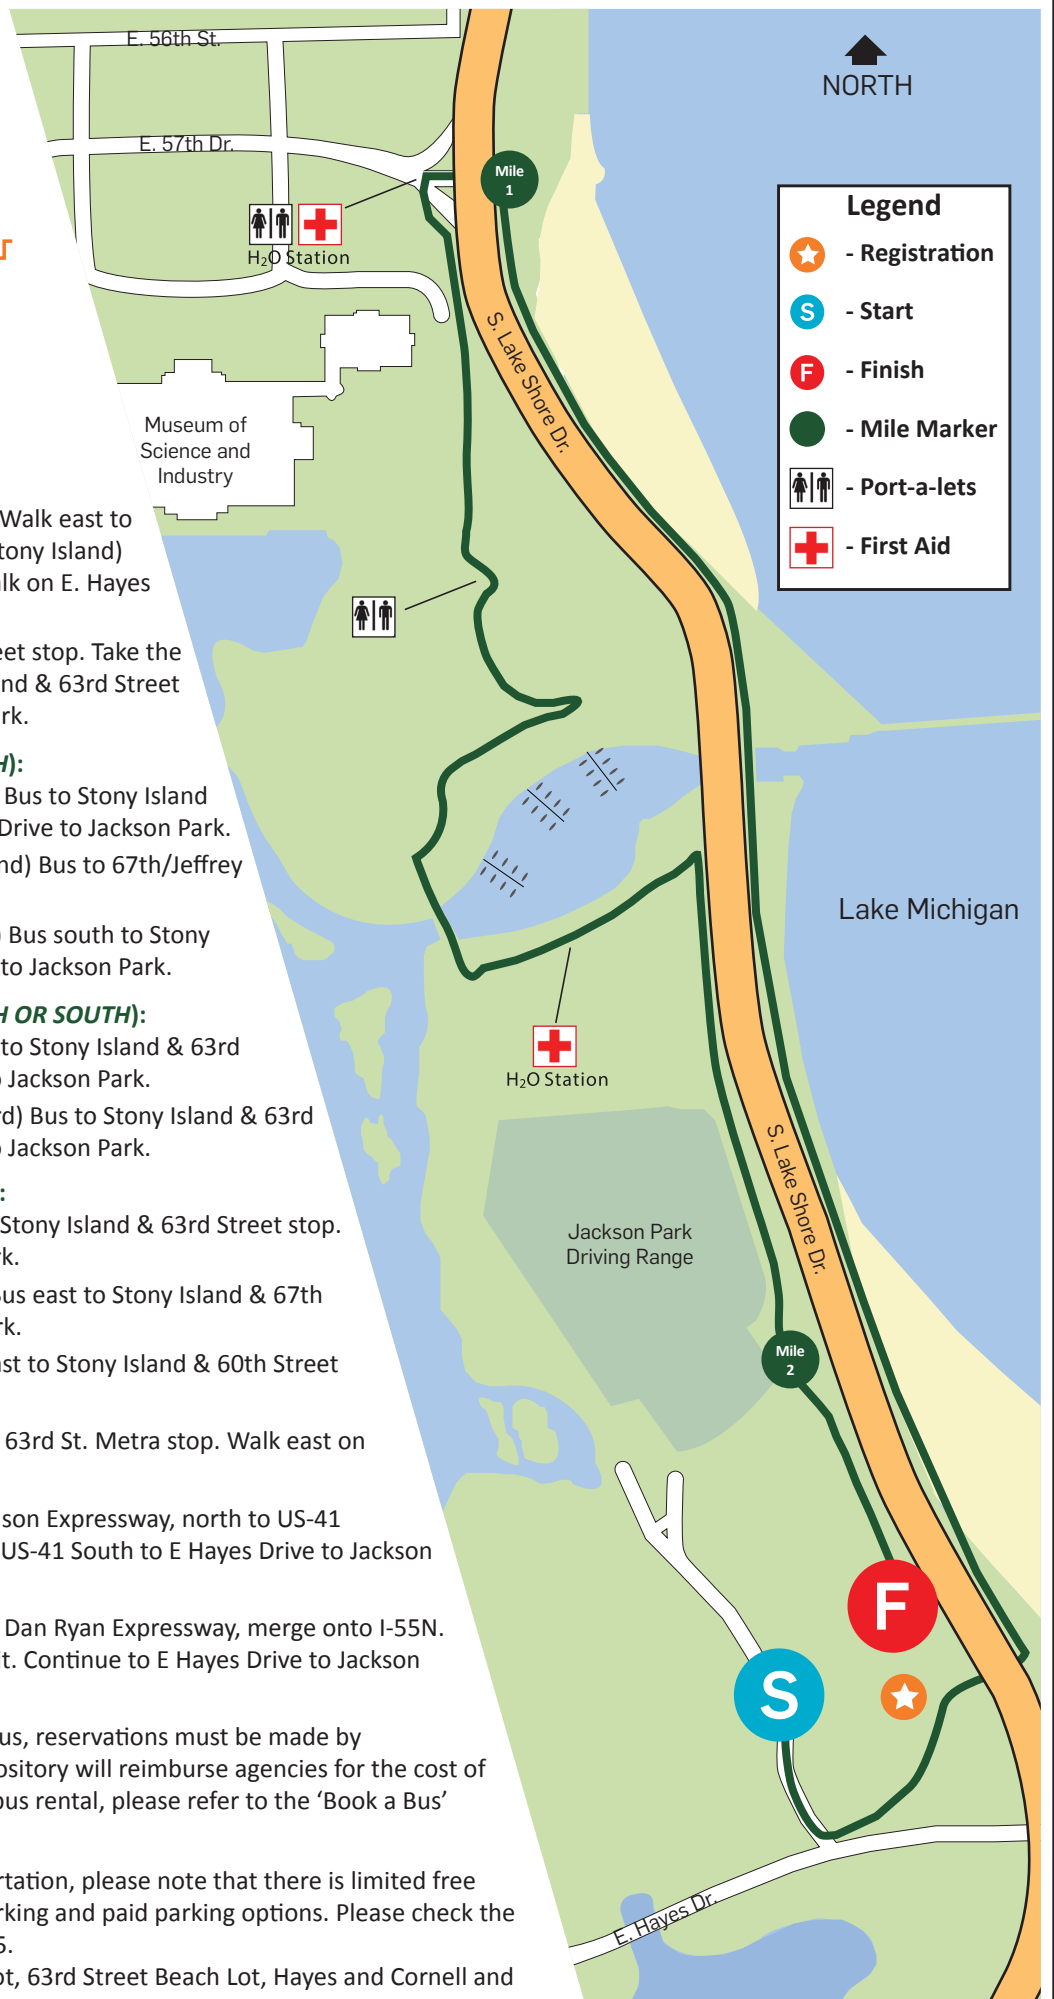 E. 56th St.
NORTH
E. 57th Dr.
Mile
1
H₂O Station
Legend
- Registration
S - Start
F - Finish
- Mile Marker
- Port-a-lets
- First Aid
S. Lake Shore Dr.
Museum of
Science and
Industry
Walk east to
tony Island)
lk on E. Hayes
eet stop. Take the
nd & 63rd Street
rk.
H):
Bus to Stony Island
Drive to Jackson Park.
nd) Bus to 67th/Jeffrey
) Bus south to Stony
to Jackson Park.
H OR SOUTH):
to Stony Island & 63rd
o Jackson Park.
rd) Bus to Stony Island & 63rd
o Jackson Park.
:
Stony Island & 63rd Street stop.
rk.
Bus east to Stony Island & 67th
rk.
ast to Stony Island & 60th Street
63rd St. Metra stop. Walk east on
son Expressway, north to US-41
US-41 South to E Hayes Drive to Jackson
Dan Ryan Expressway, merge onto I-55N.
it. Continue to E Hayes Drive to Jackson
us, reservations must be made by
ository will reimburse agencies for the cost of
bus rental, please refer to the ‘Book a Bus’
rtation, please note that there is limited free
rking and paid parking options. Please check the
6.
ot, 63rd Street Beach Lot, Hayes and Cornell and
Lake Michigan
H₂O Station
S. Lake Shore Dr.
Jackson Park
Driving Range
Mile
2
F
S
E. Hayes Dr.